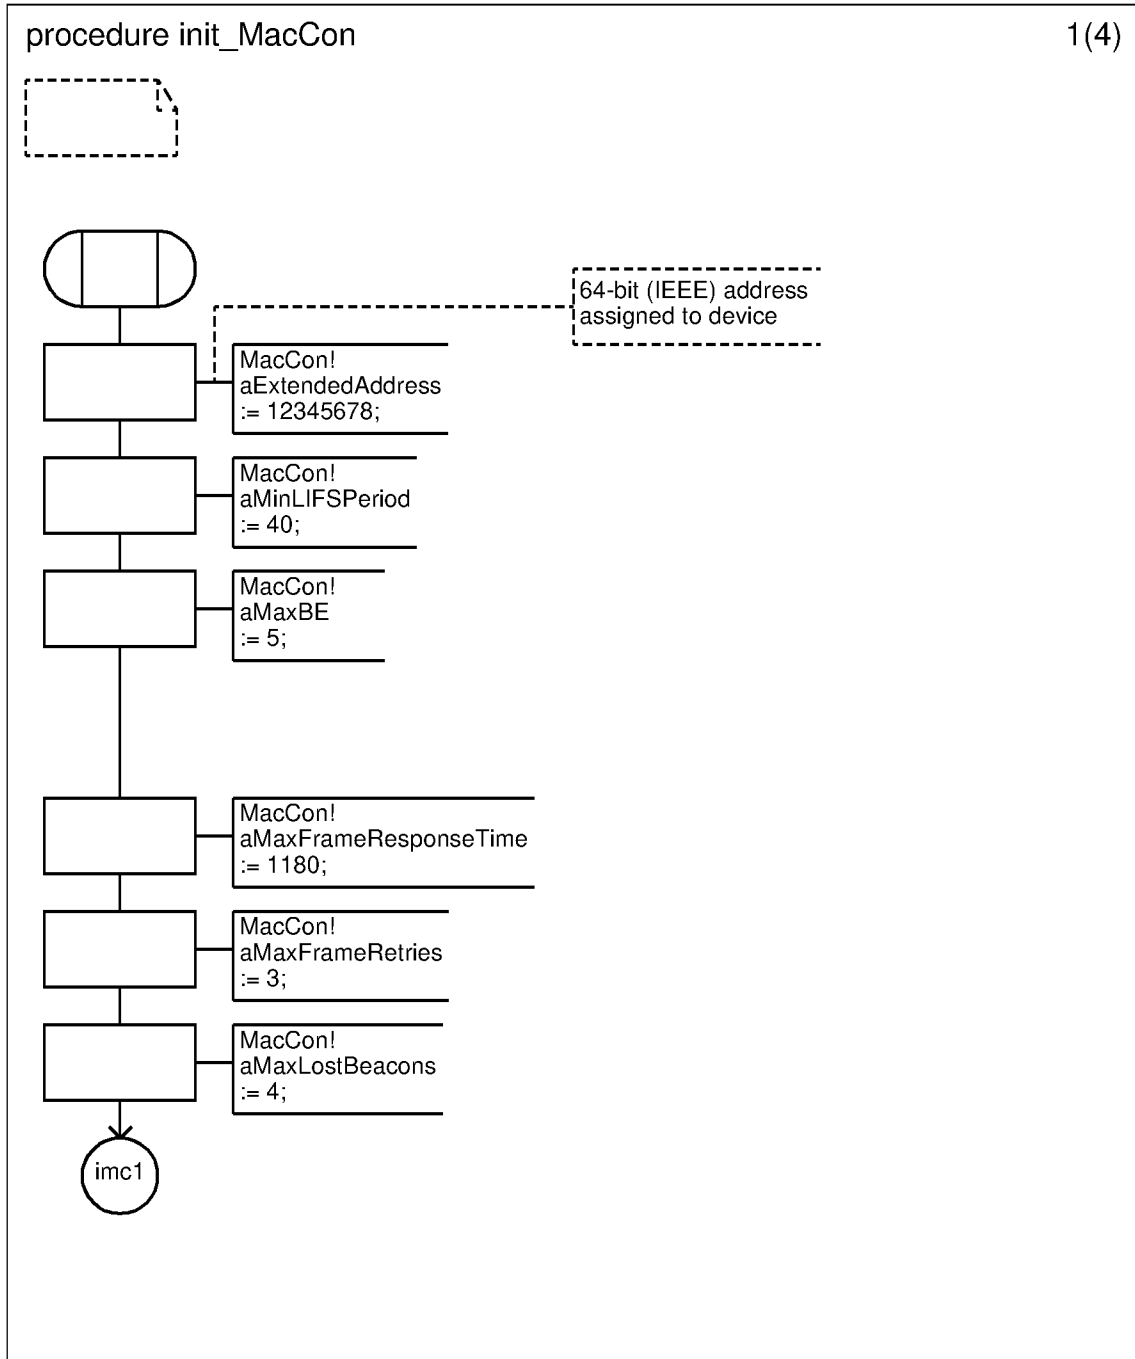 procedure init_MacCon
1(4)
64-bit (IEEE) address
assigned to device
MacCon!
aExtendedAddress
:= 12345678;
MacCon!
aMinLIFSPeriod
:= 40;
MacCon!
aMaxBE
:= 5;
MacCon!
aMaxFrameResponseTime
:= 1180;
MacCon!
aMaxFrameRetries
:= 3;
MacCon!
aMaxLostBeacons
:= 4;
imc1